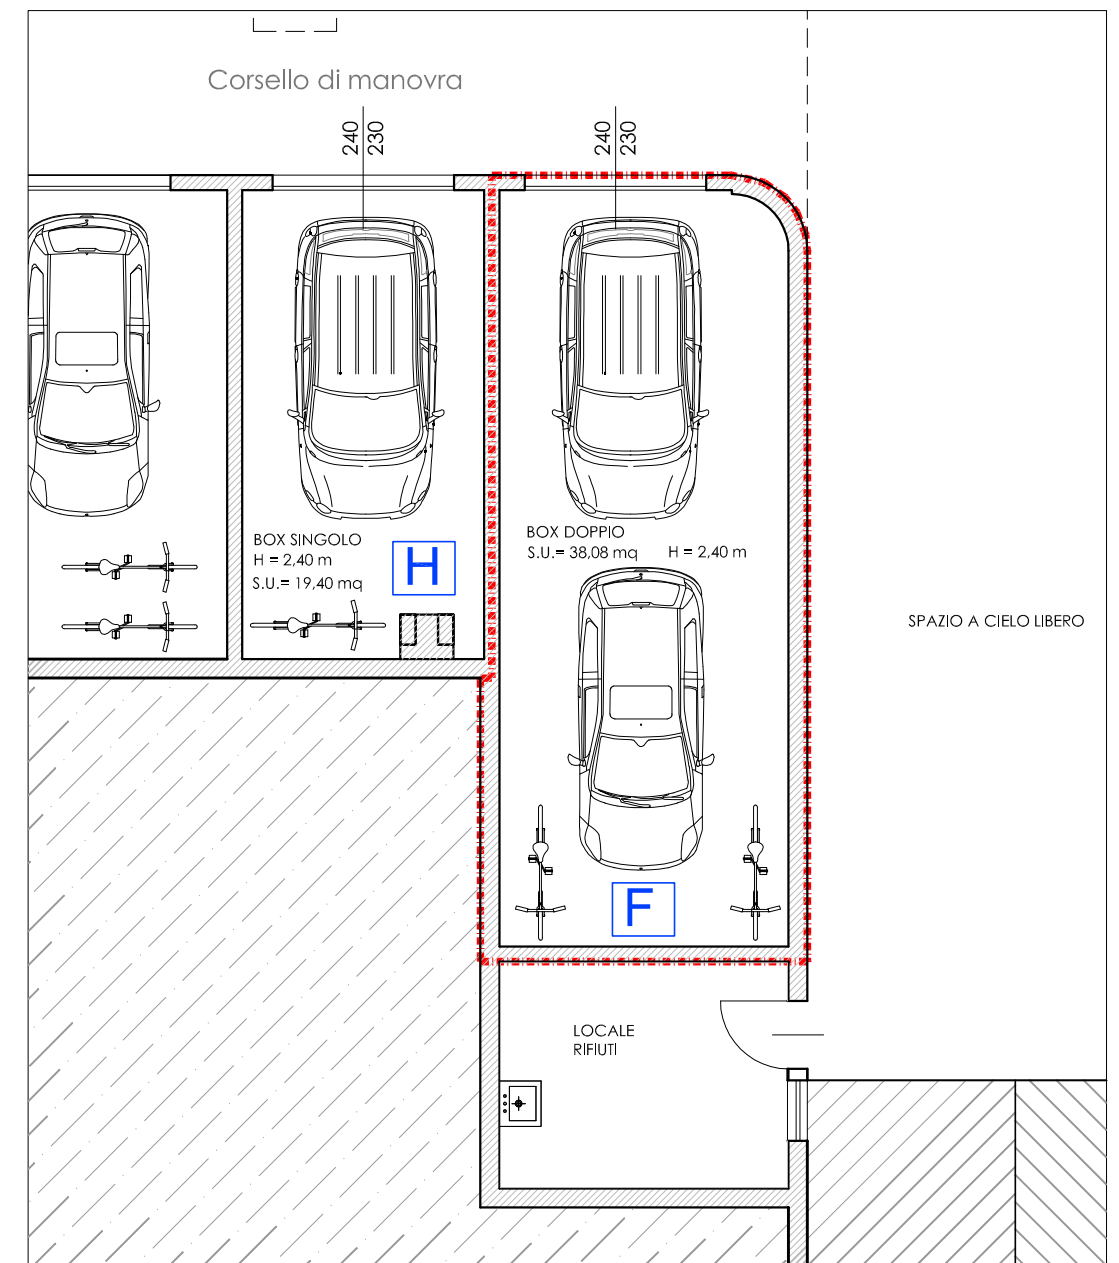 Corsello di manovra
240
230
240
230
BOX SINGOLO
H = 2,40 m
S.U.= 19,40 mq
H
BOX DOPPIO
S.U.= 38,08 mq H = 2,40 m
SPAZIO A CIELO LIBERO
F
LOCALE
RIFIUTI